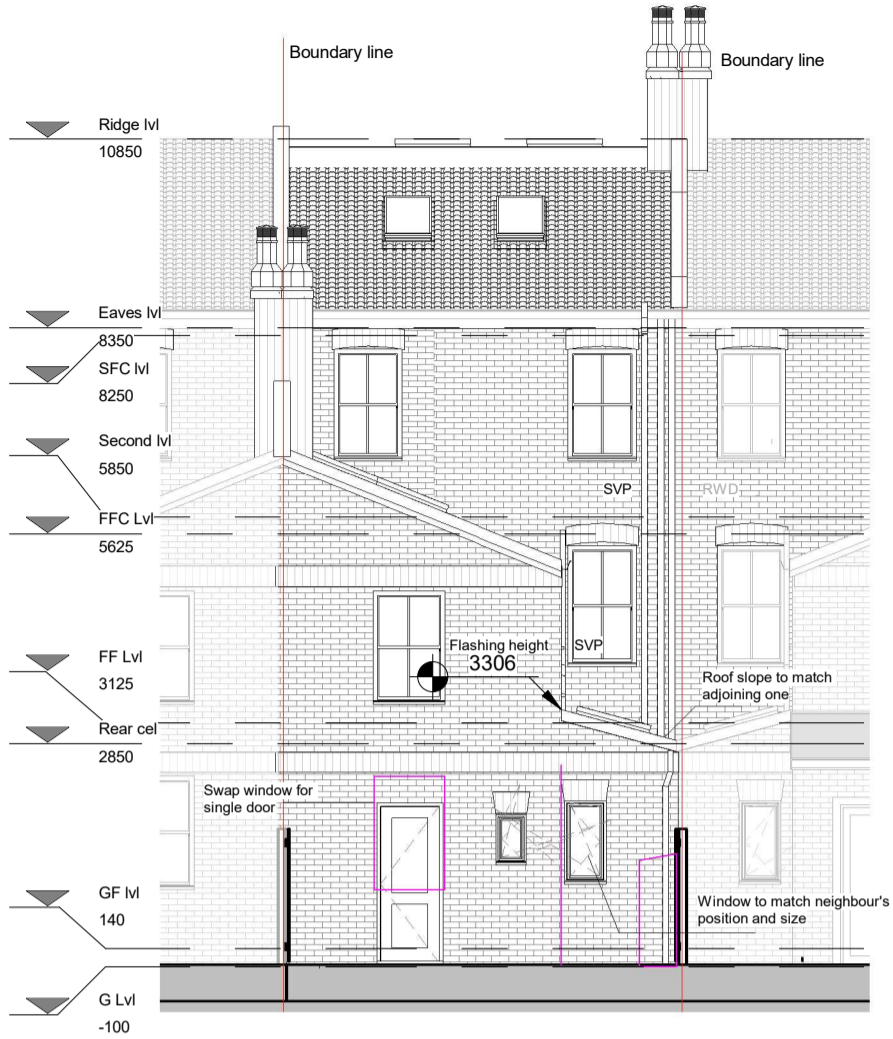 Boundary line
Boundary line
Ridge lvl
10850
Eaves lvl
8350
SFC lvl
8250
Second lvl
5850
SVP
RWD
FFC Lvl
5625
Flashing height
3306
SVP
FF Lvl
3125
Roof slope to match
adjoining one
Rear cel
2850
Swap window for
single door
GF lvl
140
Window to match neighbour's
position and size
G Lvl
-100